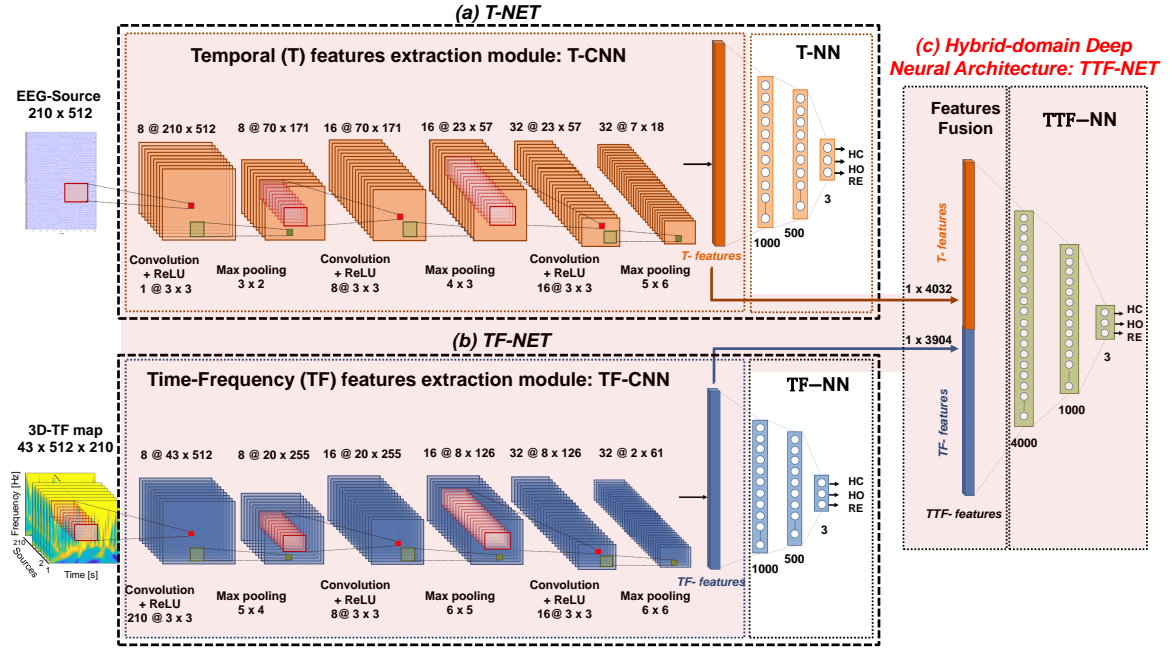 (a) T-NET
Temporal (T) features extraction module: T-CNN
T-NN
EEG-Source
210 x 512
8 @ 210 x 512
8 @ 70 x 171
16 @ 70 x 171
16 @ 23 x 57
32 @ 23 x 57
32 @ 7 x 18
HC
HO
RE
3
500
1000
T- features
Convolution
+ ReLU
1 @ 3 x 3
Max pooling
3 x 2
Convolution
+ ReLU
8@ 3 x 3
Max pooling
4 x 3
Convolution
+ ReLU
16@ 3 x 3
Max pooling
5 x 6
(b) TF-NET
Time-Frequency (TF) features extraction module: TF-CNN
TF–NN
3D-TF map
43 x 512 x 210
Frequency [Hz]
210
Sources
2
1
Time [s]
8 @ 43 x 512
8 @ 20 x 255
16 @ 20 x 255
16 @ 8 x 126
32 @ 8 x 126
32 @ 2 x 61
HC
HO
RE
3
500
1000
TF- features
Convolution
+ ReLU
210 @ 3 x 3
Max pooling
5 x 4
Convolution
+ ReLU
8@ 3 x 3
Max pooling
6 x 5
Convolution
+ ReLU
16@ 3 x 3
Max pooling
6 x 6
(c) Hybrid-domain Deep
Neural Architecture: TTF-NET
Features
Fusion
TTF–NN
T- features
1 x 4032
1 x 3904
TF- features
TTF- features
HC
HO
RE
3
1000
4000